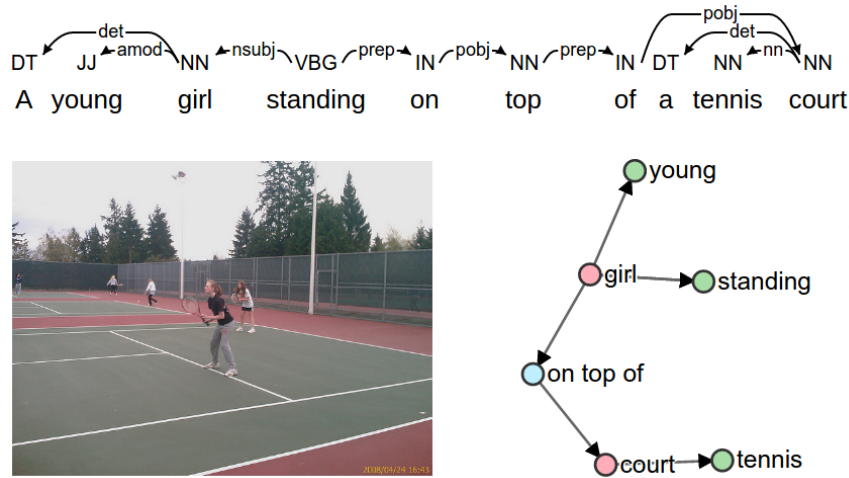 det pobj
det
amod nsubj prep pobj prep nn
DT JJ NN VBG IN NN IN DT NN NN
A young girl standing on top of a tennis court
young
girl standing
on top of
court tennis
2008/04/24 16:43